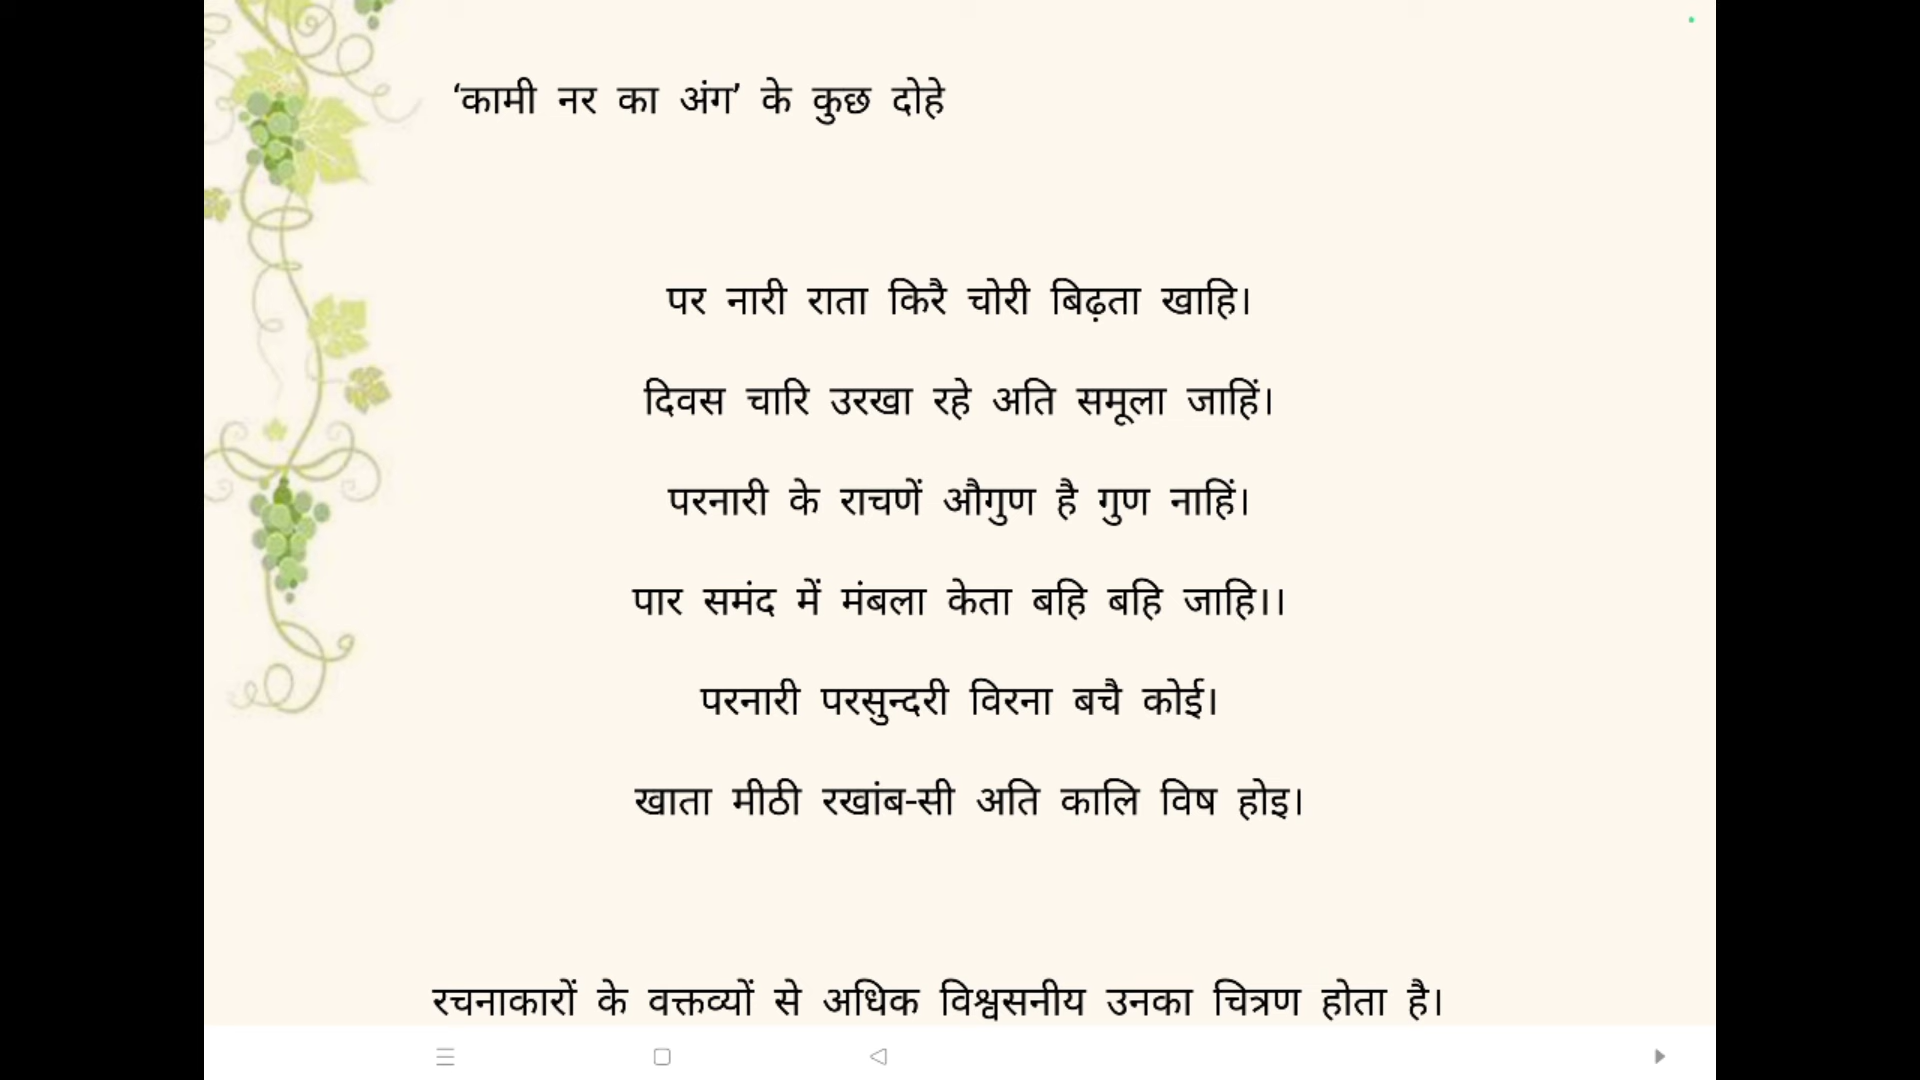 ‘कामी नर का अंग’ के कुछ दोहे
पर नारी राता किरै चोरी बिढ़ता खाहि।
दिवस चारि उरखा रहे अति समूला जाहिं।
परनारी के राचणें औगुण है गुण नाहिं।
पार समंद में मंबला केता बहि बहि जाहि।।
परनारी परसुन्दरी विरना बचै कोई।
खाता मीठी रखांब-सी अति कालि विष होइ।
रचनाकारों के वक्तव्यों से अधिक विश्वसनीय उनका चित्रण होता है।